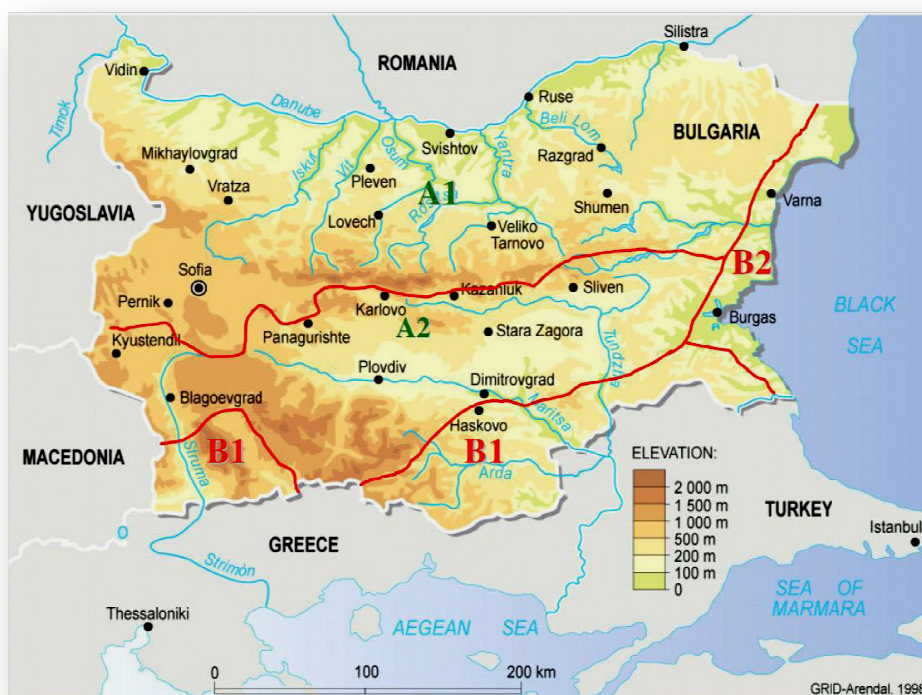 Silistra
ROMANIA
Vidin
Timok
Danube
Ruse
Beli Lom
BULGARIA
Svishtov
Yantra
Iskur
Vit
Osum
Razgrad
Mikhaylovgrad
Pleven
A1
Vratza
Rositsa
Shumen
Varna
YUGOSLAVIA
Lovech
Veliko
Tarnovo
B2
Sofia
Pernik
Karlovo
Kazanluk
Sliven
BLACK
SEA
Burgas
Panagurishte
A2
Stara Zagora
Kyustendil
Tundzha
Plovdiv
Dimitrovgrad
Blagoevgrad
Maritsa
Haskovo
B1
B1
MACEDONIA
Struma
Arda
ELEVATION:
2 000 m
1 500 m
1 000 m
500 m
200 m
100 m
0
TURKEY
Istanbul
GREECE
Strimòn
SEA OF
MARMARA
Thessaloniki
AEGEAN SEA
0 100 200 km